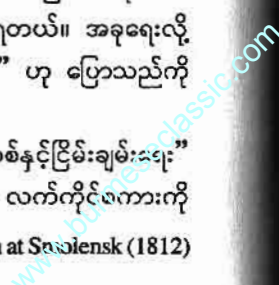 ရတယ်။ အခုရေးလို့
” ဟု ပြောသည်ကို
စ်နှင့်ငြိမ်းချမ်းရေး”
လက်ကိုင်စကားကို
at Smolensk (1812)
www.burmeseclassic.com